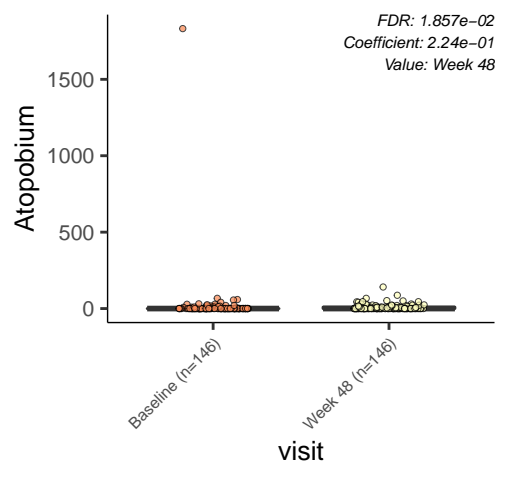 FDR: 1.857e−02
Coefficient: 2.24e−01
Value: Week 48
Atopobium
1500
1000
500
0
Baseline (n=146)
Week 48 (n=146)
visit